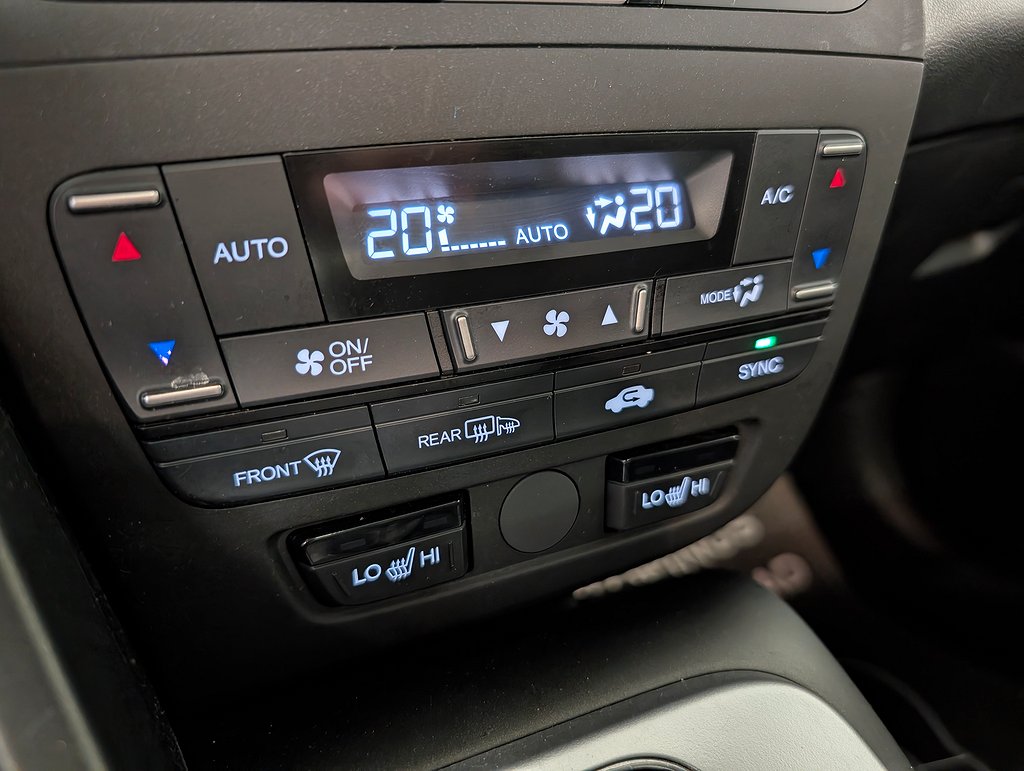 AUTO
20 AUTO 20
A/C
ON/
OFF
MODE
SYNC
REAR
FRONT
LO HI
LO HI